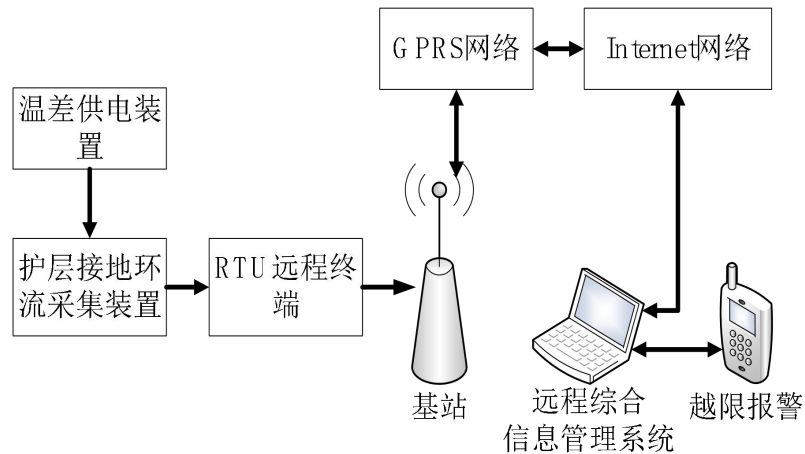 GPRS网络
Internet网络
温差供电装
置
护层接地环
流采集装置
RTU远程终
端
基站
远程综合
信息管理系统
越限报警